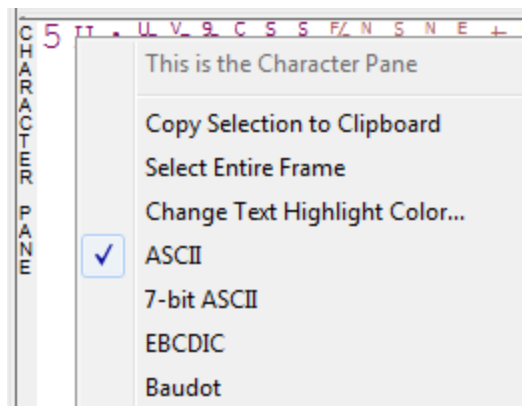 CHARACTER PANE
5
This is the Character Pane
Copy Selection to Clipboard
Select Entire Frame
Change Text Highlight Color...
ASCII
7-bit ASCII
EBCDIC
Baudot